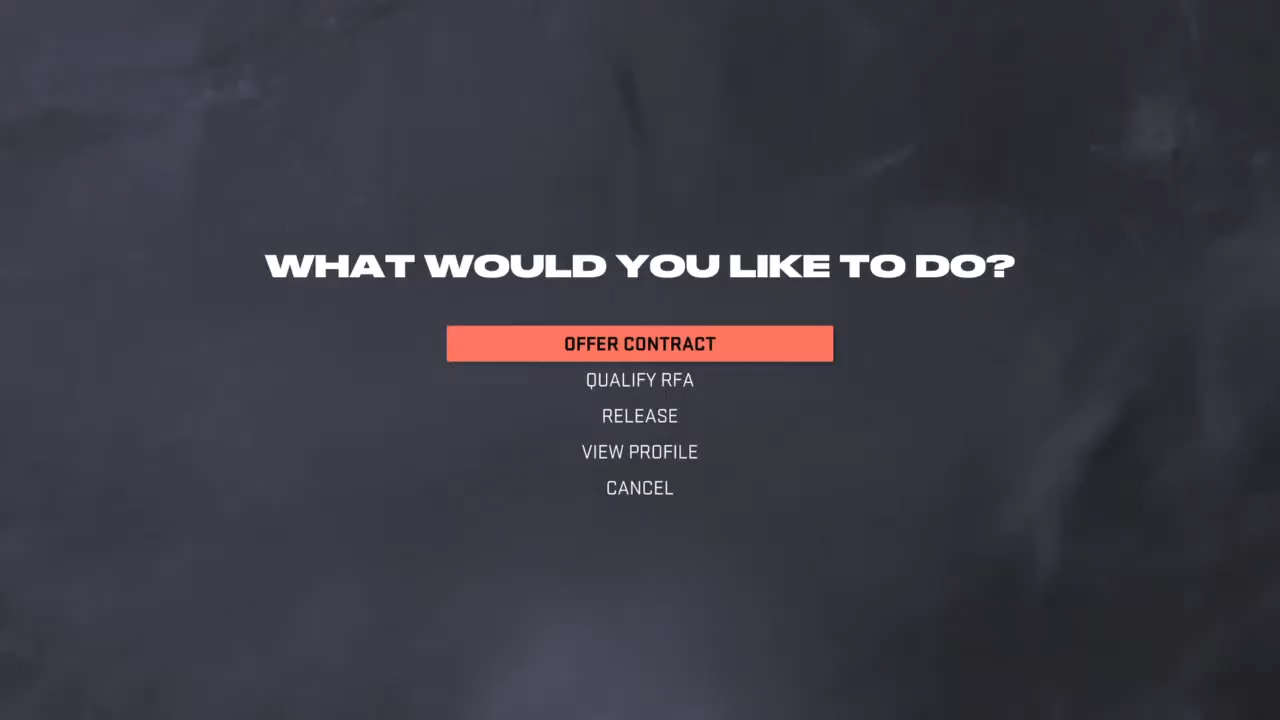 WHAT WOULD YOU LIKE TO DO?
OFFER CONTRACT
QUALIFY RFA
RELEASE
VIEW PROFILE
CANCEL